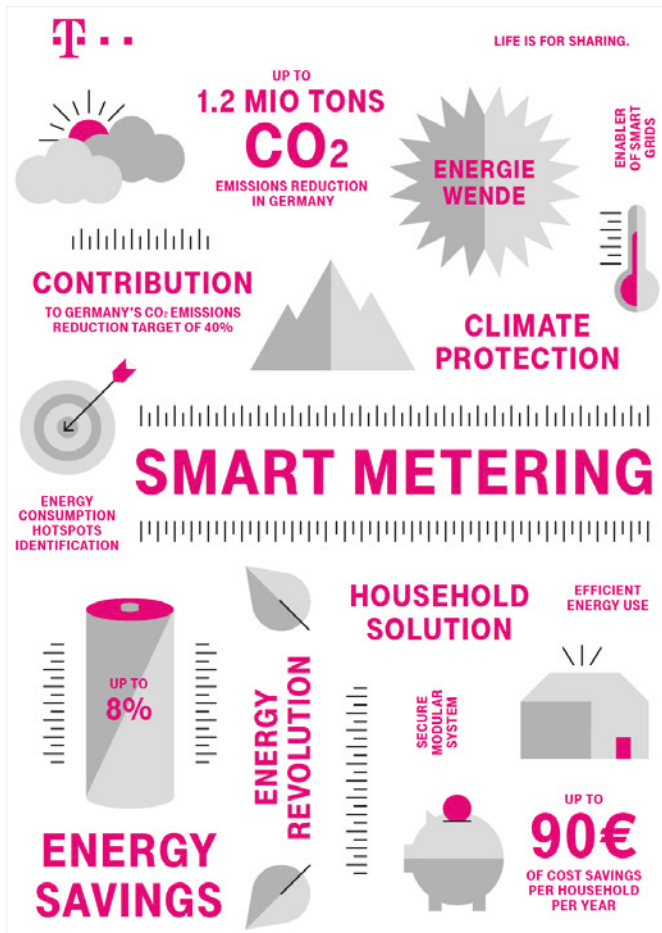 T
LIFE IS FOR SHARING.
UP TO
1.2 MIO TONS
CO₂
EMISSIONS REDUCTION
IN GERMANY
ENERGIE
WENDE
ENABLER
OF SMART
GRIDS
CONTRIBUTION
TO GERMANY'S CO₂ EMISSIONS
REDUCTION TARGET OF 40%
CLIMATE
PROTECTION
SMART METERING
ENERGY
CONSUMPTION
HOTSPOTS
IDENTIFICATION
HOUSEHOLD
SOLUTION
EFFICIENT
ENERGY USE
UP TO
8%
ENERGY
REVOLUTION
SECURE
MODULAR
SYSTEM
ENERGY
SAVINGS
UP TO
90€
OF COST SAVINGS
PER HOUSEHOLD
PER YEAR